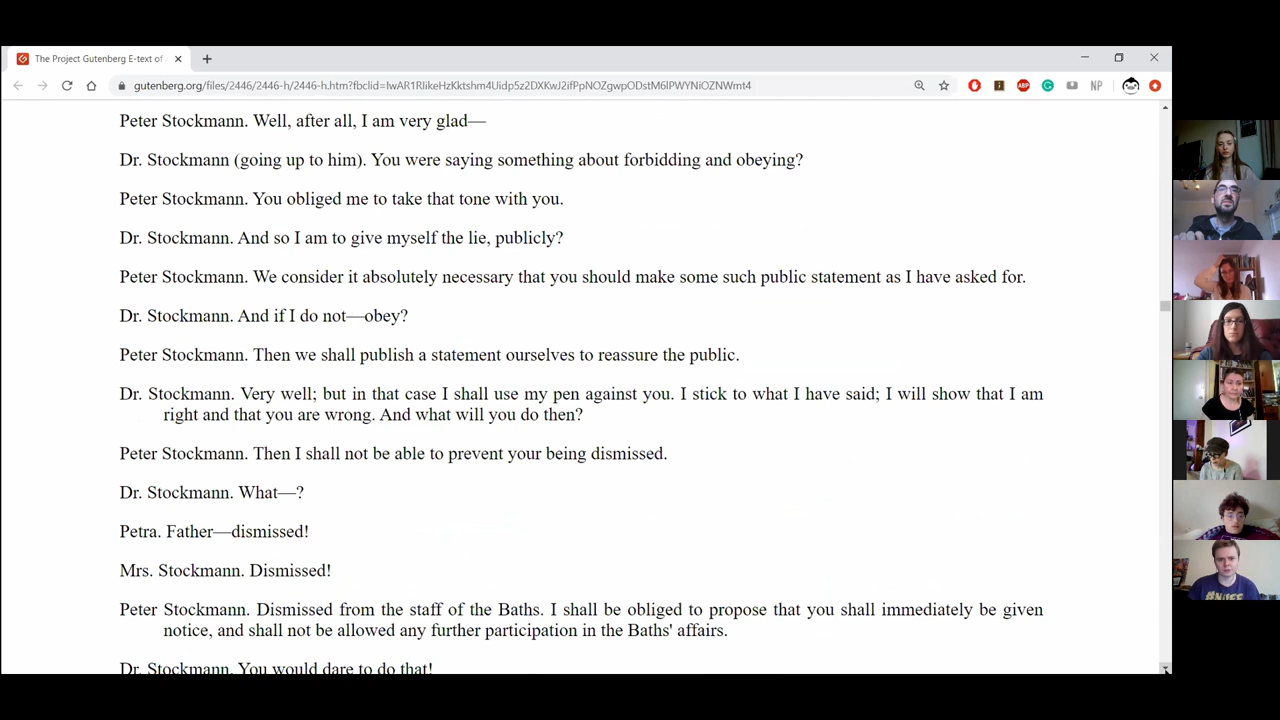 The Project Gutenberg E-text of
gutenberg.org/files/2446/2446-h/2446-h.htm?fbclid=IwAR1RIikeHzKktshm4Uidp5z2DXKwJ2ifPpNOZgwpODstM6lPWYNiOZNWmt4
ABP
NP
Peter Stockmann. Well, after all, I am very glad—
Dr. Stockmann (going up to him). You were saying something about forbidding and obeying?
Peter Stockmann. You obliged me to take that tone with you.
Dr. Stockmann. And so I am to give myself the lie, publicly?
Peter Stockmann. We consider it absolutely necessary that you should make some such public statement as I have asked for.
Dr. Stockmann. And if I do not—obey?
Peter Stockmann. Then we shall publish a statement ourselves to reassure the public.
Dr. Stockmann. Very well; but in that case I shall use my pen against you. I stick to what I have said; I will show that I am
right and that you are wrong. And what will you do then?
Peter Stockmann. Then I shall not be able to prevent your being dismissed.
Dr. Stockmann. What—?
Petra. Father—dismissed!
Mrs. Stockmann. Dismissed!
Peter Stockmann. Dismissed from the staff of the Baths. I shall be obliged to propose that you shall immediately be given
notice, and shall not be allowed any further participation in the Baths' affairs.
Dr. Stockmann. You would dare to do that!